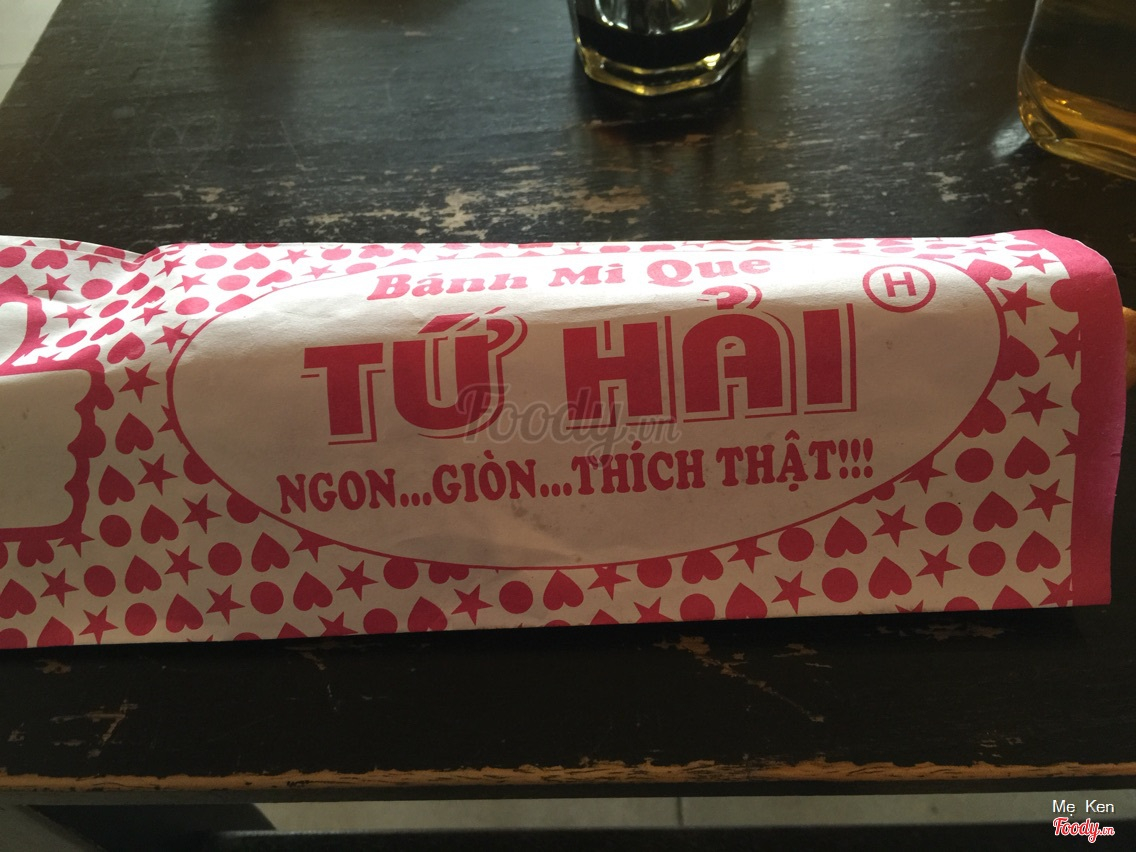 Bánh Mì Que
H
TỨ HẢI
NGON...GIÒN...THÍCH THẬT!!!
Foody.vn
Mẹ Ken
Foody.vn